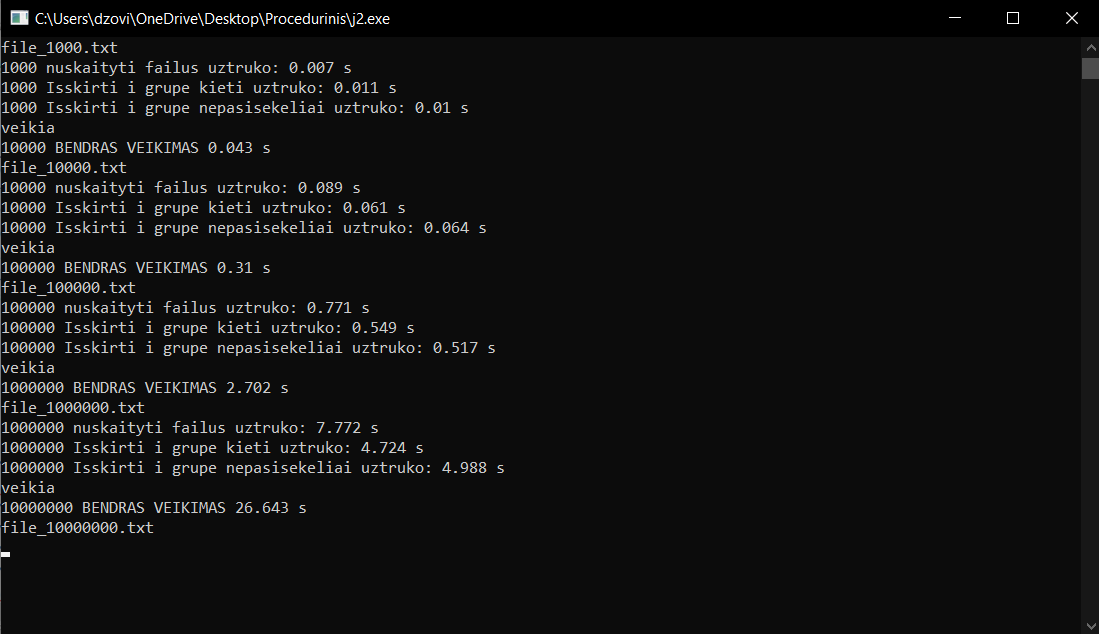 C:\Users\dzovi\OneDrive\Desktop\Procedurinis\j2.exe
file_1000.txt
1000 nuskaityti failus uztruko: 0.007 s
1000 Isskirti i grupe kieti uztruko: 0.011 s
1000 Isskirti i grupe nepasisekeliai uztruko: 0.01 s
veikia
10000 BENDRAS VEIKIMAS 0.043 s
file_10000.txt
10000 nuskaityti failus uztruko: 0.089 s
10000 Isskirti i grupe kieti uztruko: 0.061 s
10000 Isskirti i grupe nepasisekeliai uztruko: 0.064 s
veikia
100000 BENDRAS VEIKIMAS 0.31 s
file_100000.txt
100000 nuskaityti failus uztruko: 0.771 s
100000 Isskirti i grupe kieti uztruko: 0.549 s
100000 Isskirti i grupe nepasisekeliai uztruko: 0.517 s
veikia
1000000 BENDRAS VEIKIMAS 2.702 s
file_1000000.txt
1000000 nuskaityti failus uztruko: 7.772 s
1000000 Isskirti i grupe kieti uztruko: 4.724 s
1000000 Isskirti i grupe nepasisekeliai uztruko: 4.988 s
veikia
10000000 BENDRAS VEIKIMAS 26.643 s
file_10000000.txt